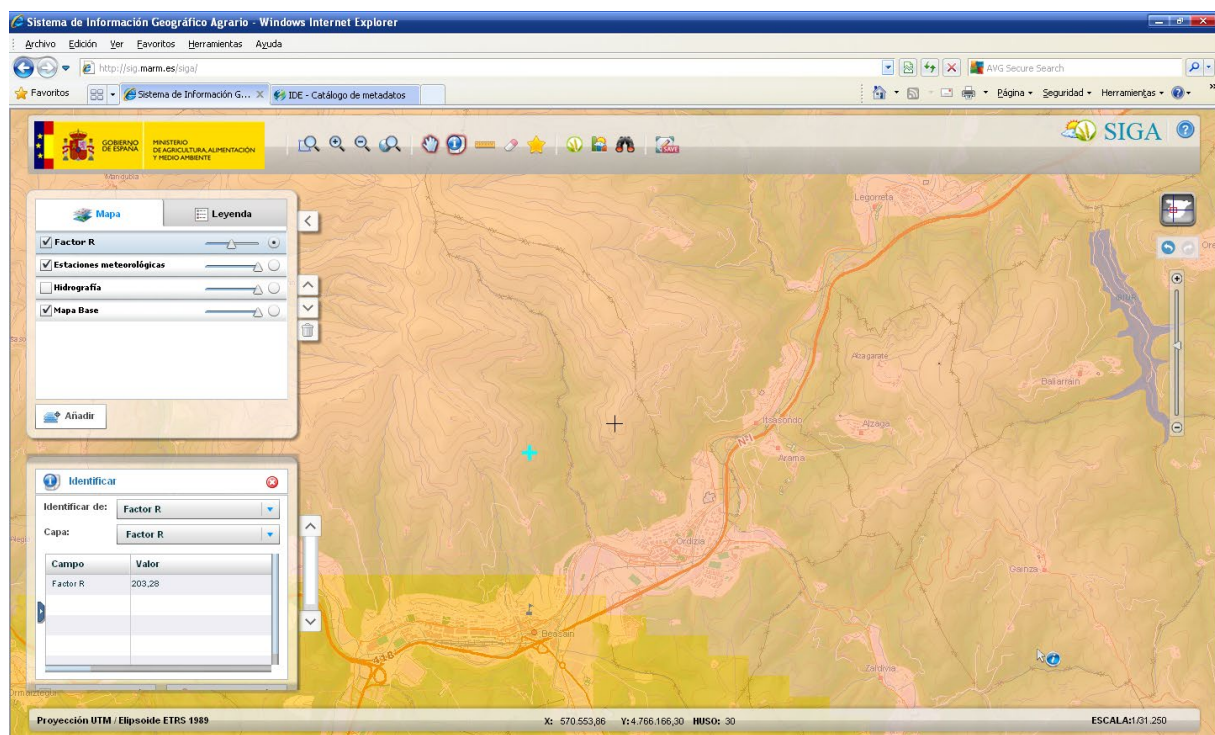 Sistema de Información Geográfico Agrario - Windows Internet Explorer
Archivo Edición Ver Favoritos Herramientas Ayuda
http://sig.marm.es/siga/
AVG Secure Search
Favoritos
Sistema de Información G...
IDE - Catálogo de metadatos
Página
Seguridad
Herramientas
GOBIERNO DE ESPAÑA
MINISTERIO DE AGRICULTURA, ALIMENTACIÓN Y MEDIO AMBIENTE
SAVE
SIGA
Mapa
Leyenda
Factor R
Estaciones meteorológicas
Hidrografía
Mapa Base
Añadir
Identificar
Identificar de: Factor R
Capa: Factor R
Campo Valor
Factor R 203,28
Legorreta
Abagarate
Baliarrain
Itsasondo
Alzaga
N-I
Arama
Ordizia
Gainza
Beasain
418
Zaldivia
Proyección UTM / Elipsoide ETRS 1989
X: 570.553,86 Y: 4.766.166,30 HUSO: 30
ESCALA:1/31.250